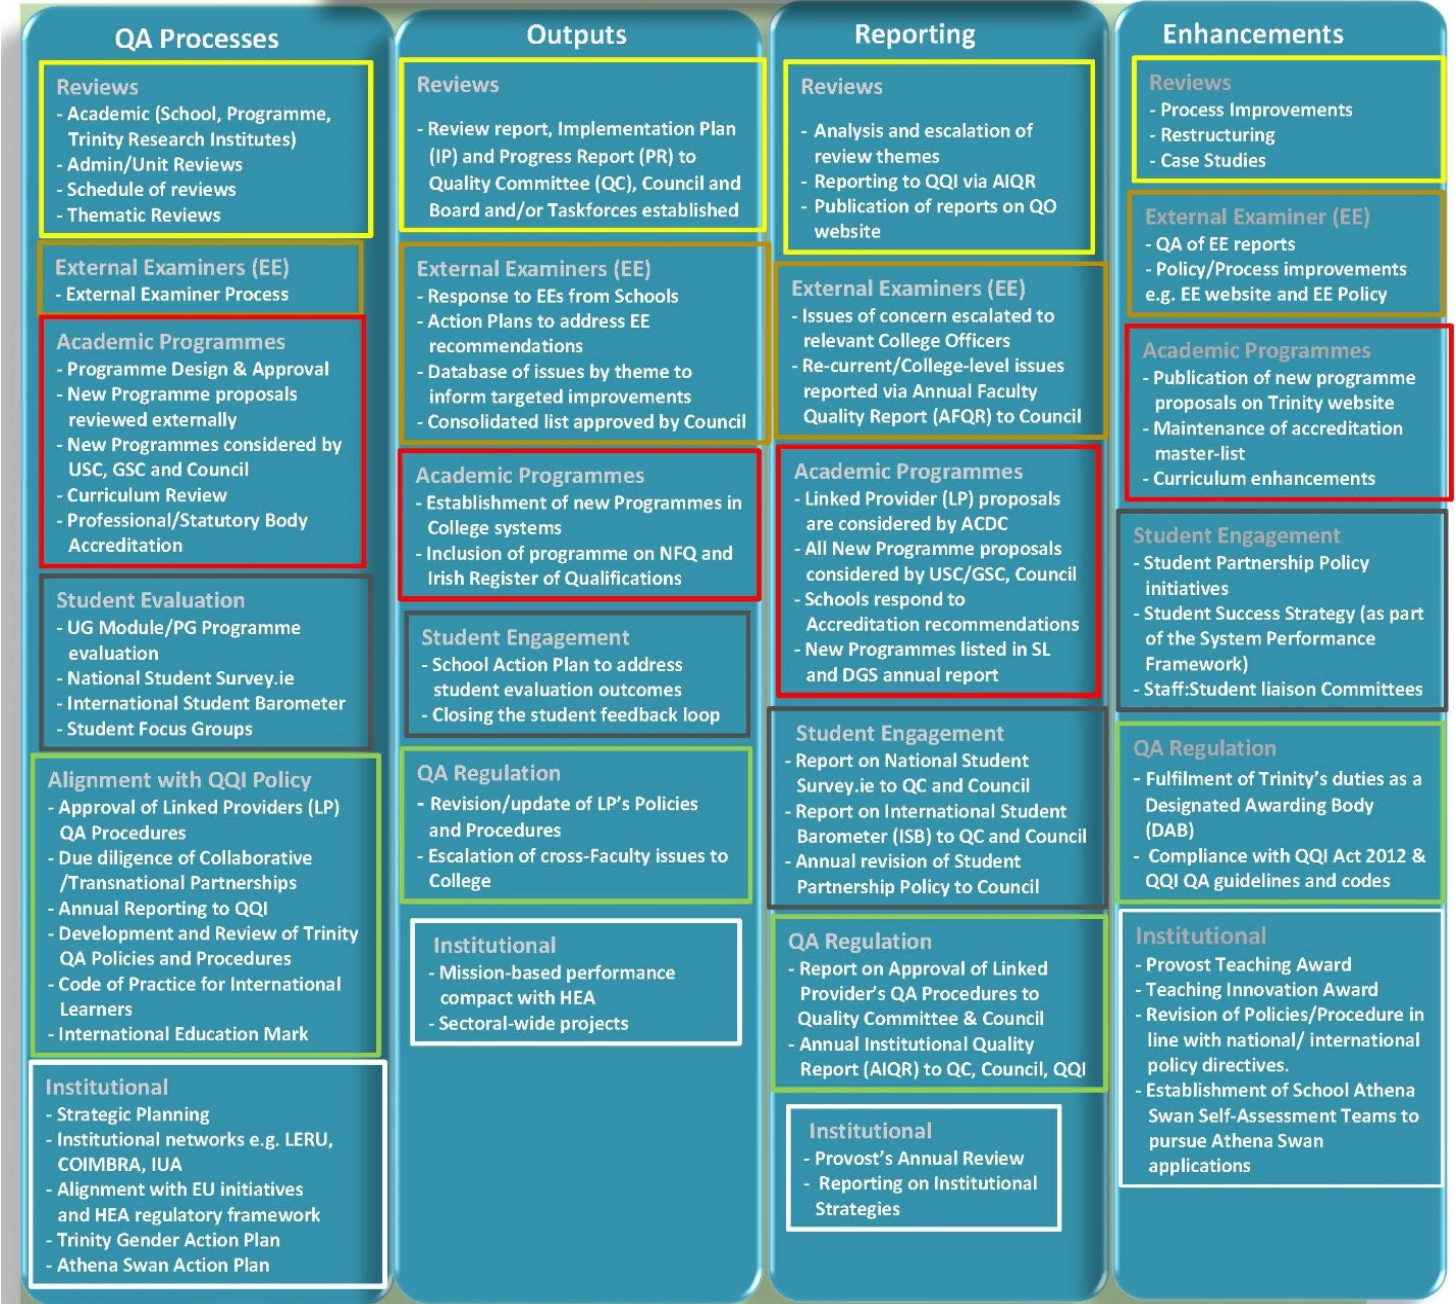 QA Processes
Reviews
- Academic (School, Programme,
Trinity Research Institutes)
- Admin/Unit Reviews
- Schedule of reviews
- Thematic Reviews
External Examiners (EE)
- External Examiner Process
Academic Programmes
- Programme Design & Approval
- New Programme proposals
reviewed externally
- New Programmes considered by
USC, GSC and Council
- Curriculum Review
- Professional/Statutory Body
Accreditation
Student Evaluation
- UG Module/PG Programme
evaluation
- National Student Survey.ie
- International Student Barometer
- Student Focus Groups
Alignment with QQI Policy
- Approval of Linked Providers (LP)
QA Procedures
- Due diligence of Collaborative
/Transnational Partnerships
- Annual Reporting to QQI
- Development and Review of Trinity
QA Policies and Procedures
- Code of Practice for International
Learners
- International Education Mark
Institutional
- Strategic Planning
- Institutional networks e.g. LERU,
COIMBRA, IUA
- Alignment with EU initiatives
and HEA regulatory framework
- Trinity Gender Action Plan
- Athena Swan Action Plan
Outputs
Reviews
- Review report, Implementation Plan
(IP) and Progress Report (PR) to
Quality Committee (QC), Council and
Board and/or Taskforces established
External Examiners (EE)
- Response to EEs from Schools
- Action Plans to address EE
recommendations
- Database of issues by theme to
inform targeted improvements
- Consolidated list approved by Council
Academic Programmes
- Establishment of new Programmes in
College systems
- Inclusion of programme on NFQ and
Irish Register of Qualifications
Student Engagement
- School Action Plan to address
student evaluation outcomes
- Closing the student feedback loop
QA Regulation
- Revision/update of LP's Policies
and Procedures
- Escalation of cross-Faculty issues to
College
Institutional
- Mission-based performance
compact with HEA
- Sectoral-wide projects
Reporting
Reviews
- Analysis and escalation of
review themes
- Reporting to QQI via AIQR
- Publication of reports on QO
website
External Examiners (EE)
- Issues of concern escalated to
relevant College Officers
- Re-current/College-level issues
reported via Annual Faculty
Quality Report (AFQR) to Council
Academic Programmes
- Linked Provider (LP) proposals
are considered by ACDC
- All New Programme proposals
considered by USC/GSC, Council
- Schools respond to
Accreditation recommendations
- New Programmes listed in SL
and DGS annual report
Student Engagement
- Report on National Student
Survey.ie to QC and Council
- Report on International Student
Barometer (ISB) to QC and Council
- Annual revision of Student
Partnership Policy to Council
QA Regulation
- Report on Approval of Linked
Provider's QA Procedures to
Quality Committee & Council
- Annual Institutional Quality
Report (AIQR) to QC, Council, QQI
Institutional
- Provost's Annual Review
- Reporting on Institutional
Strategies
Enhancements
Reviews
- Process Improvements
- Restructuring
- Case Studies
External Examiner (EE)
- QA of EE reports
- Policy/Process improvements
e.g. EE website and EE Policy
Academic Programmes
- Publication of new programme
proposals on Trinity website
- Maintenance of accreditation
master-list
- Curriculum enhancements
Student Engagement
- Student Partnership Policy
initiatives
- Student Success Strategy (as part
of the System Performance
Framework)
- Staff:Student liaison Committees
QA Regulation
- Fulfilment of Trinity's duties as a
Designated Awarding Body
(DAB)
- Compliance with QQI Act 2012 &
QQI QA guidelines and codes
Institutional
- Provost Teaching Award
- Teaching Innovation Award
- Revision of Policies/Procedure in
line with national/ international
policy directives.
- Establishment of School Athena
Swan Self-Assessment Teams to
pursue Athena Swan
applications